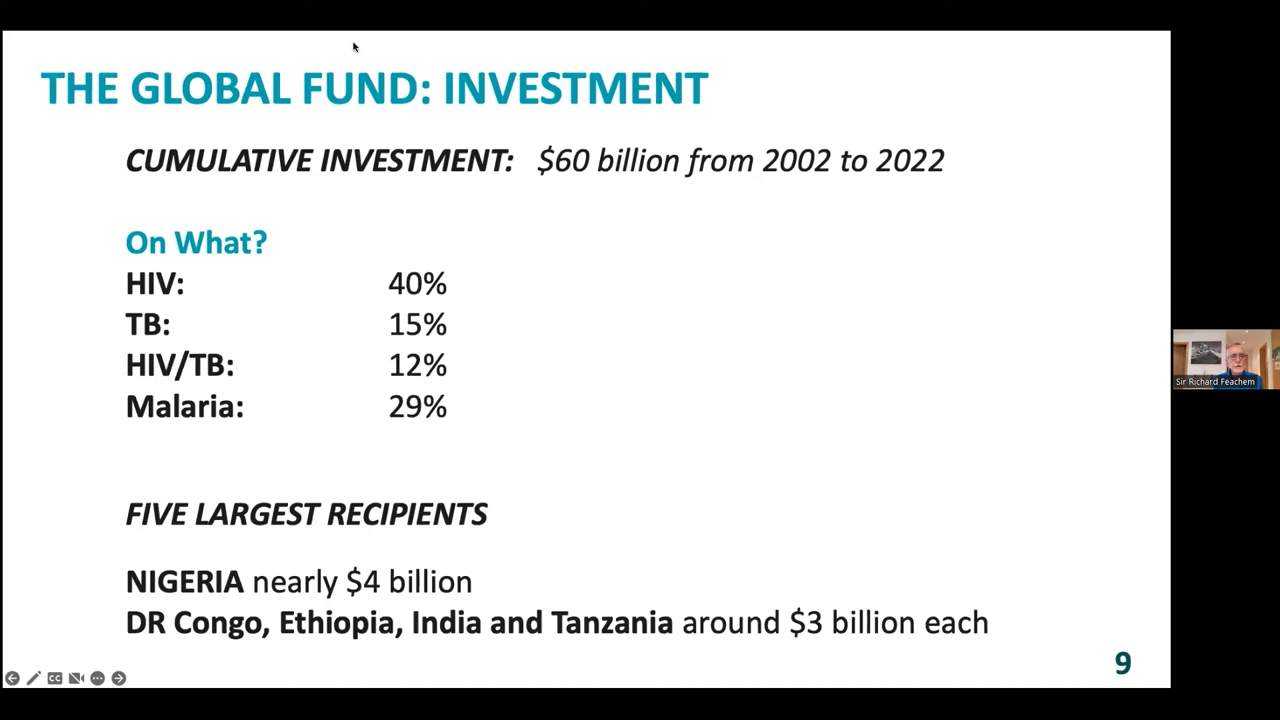 THE GLOBAL FUND: INVESTMENT
CUMULATIVE INVESTMENT: $60 billion from 2002 to 2022
On What?
HIV: 40%
TB: 15%
HIV/TB: 12%
Malaria: 29%
FIVE LARGEST RECIPIENTS
NIGERIA nearly $4 billion
DR Congo, Ethiopia, India and Tanzania around $3 billion each
9
CC
Sir Richard Feachem